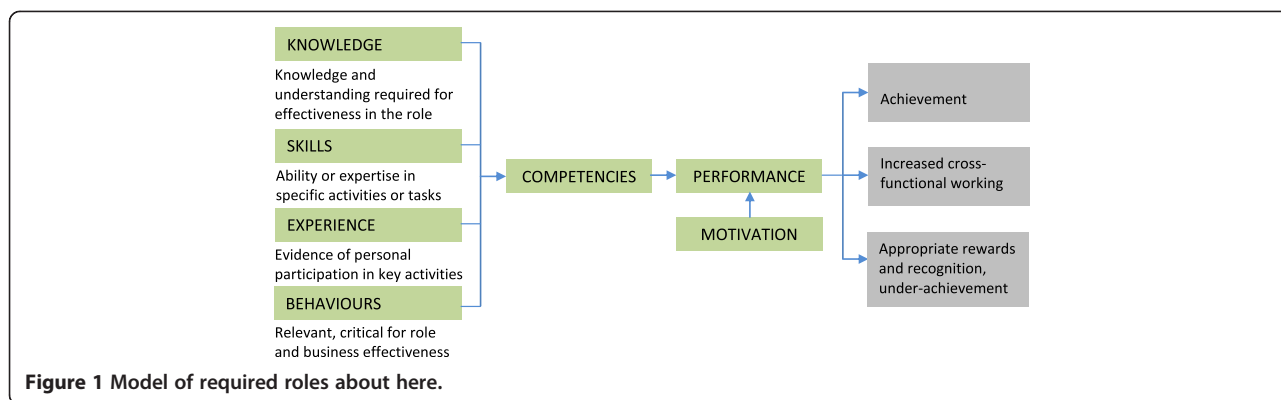 KNOWLEDGE
Knowledge and
understanding required for
effectiveness in the role
SKILLS
Ability or expertise in
specific activities or tasks
EXPERIENCE
Evidence of personal
participation in key activities
BEHAVIOURS
Relevant, critical for role
and business effectiveness
COMPETENCIES
PERFORMANCE
MOTIVATION
Achievement
Increased cross-
functional working
Appropriate rewards
and recognition,
under-achievement
Figure 1 Model of required roles about here.